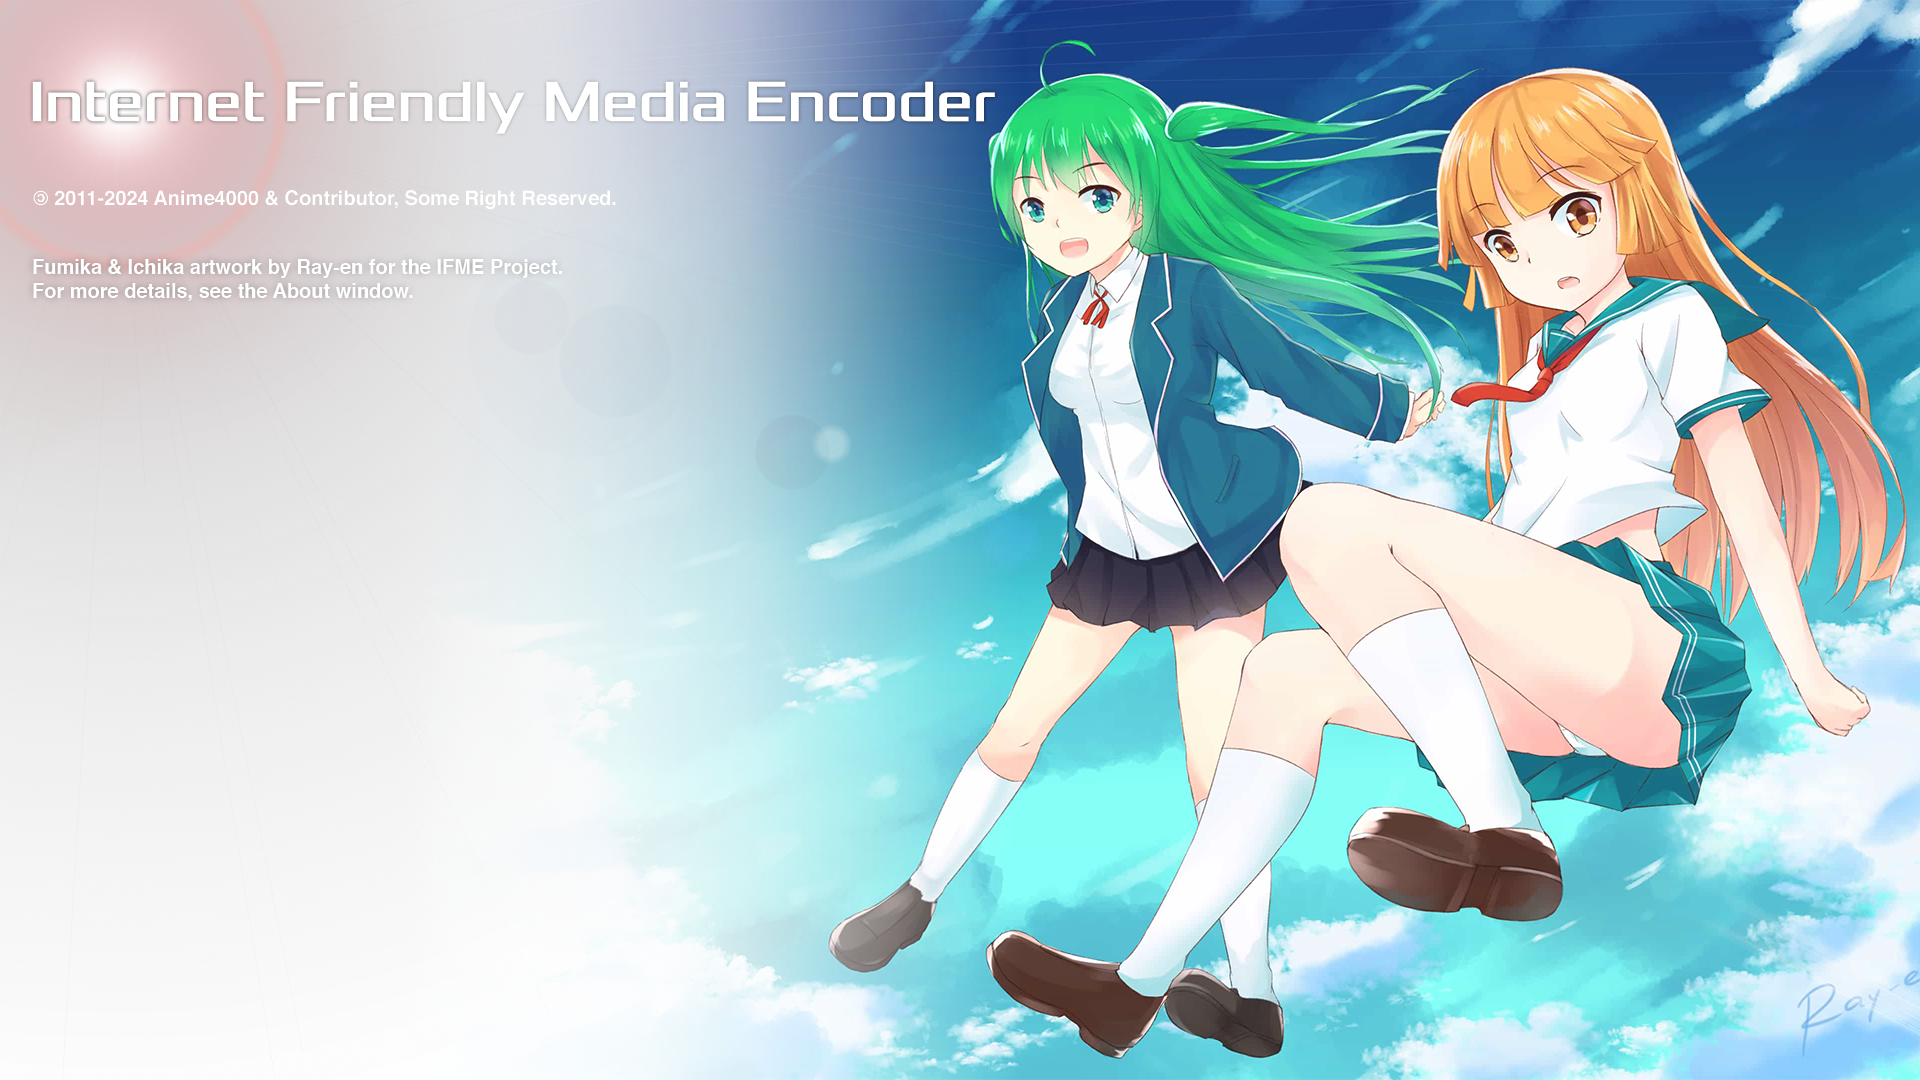 Internet Friendly Media Encoder
🄯 2011-2024 Anime4000 & Contributor, Some Right Reserved.
Fumika & Ichika artwork by Ray-en for the IFME Project.
For more details, see the About window.
Ray-e